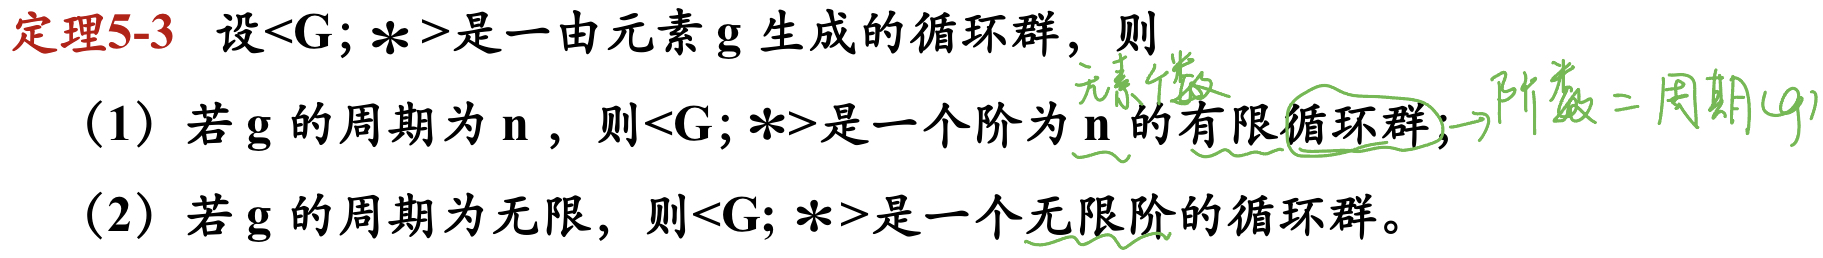 定理5-3 设<G; *>是一由元素 g 生成的循环群，则
元素个数
（1）若 g 的周期为 n ，则<G; *>是一个阶为 n 的有限循环群; →阶数 = 周期(g)
（2）若 g 的周期为无限，则<G; *>是一个无限阶的循环群。